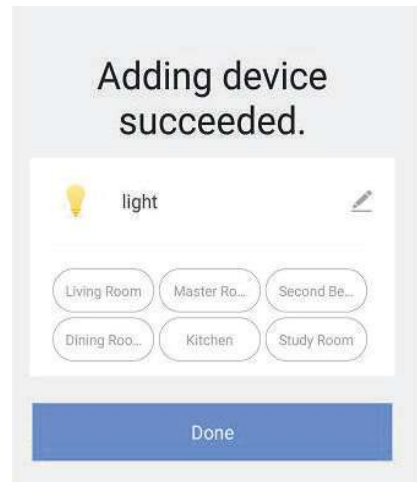 Adding device
succeeded.
light
Living Room
Master Ro...
Second Be...
Dining Roo...
Kitchen
Study Room
Done